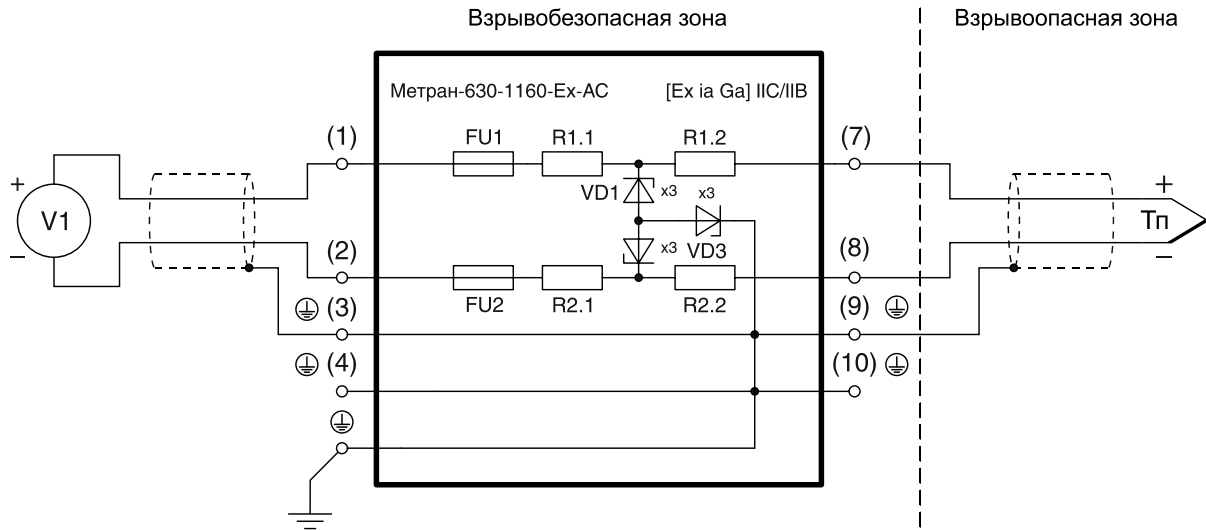 Взрывобезопасная зона
Взрывоопасная зона
Метран-630-1160-Ex-AC
[Ex ia Ga] IIC/IIB
(1)
FU1
R1.1
R1.2
(7)
VD1
x3
x3
+
V1
–
+
Тп
–
(2)
x3
VD3
(8)
FU2
R2.1
R2.2
(3)
(9)
(4)
(10)